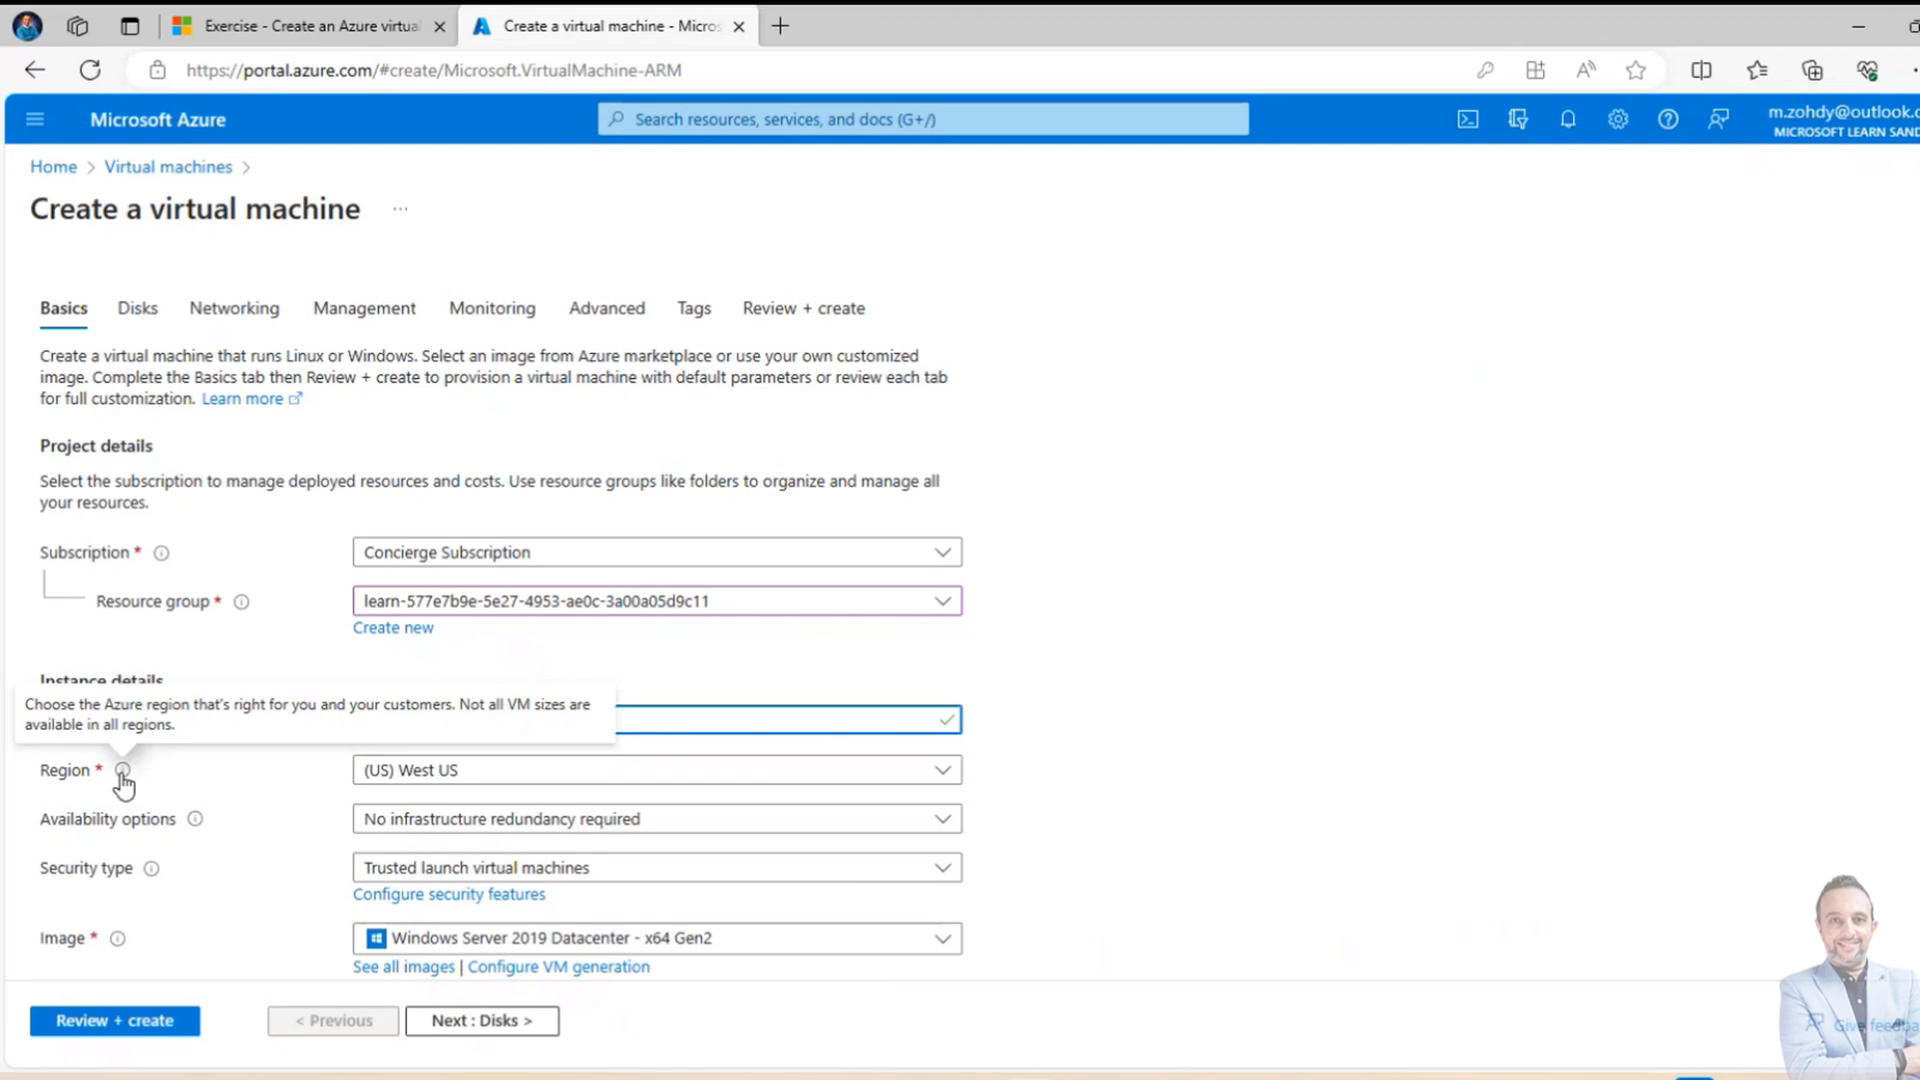 Exercise - Create an Azure virtual
Create a virtual machine - Micros
https://portal.azure.com/#create/Microsoft.VirtualMachine-ARM
Microsoft Azure
Search resources, services, and docs (G+/)
m.zohdy@outlook.c
MICROSOFT LEARN SAND
Home > Virtual machines >
Create a virtual machine ...
Basics Disks Networking Management Monitoring Advanced Tags Review + create
Create a virtual machine that runs Linux or Windows. Select an image from Azure marketplace or use your own customized
image. Complete the Basics tab then Review + create to provision a virtual machine with default parameters or review each tab
for full customization. Learn more
Project details
Select the subscription to manage deployed resources and costs. Use resource groups like folders to organize and manage all
your resources.
Subscription * Concierge Subscription
Resource group * learn-577e7b9e-5e27-4953-ae0c-3a00a05d9c11
Create new
Instance details
Choose the Azure region that's right for you and your customers. Not all VM sizes are
available in all regions.
Region * (US) West US
Availability options No infrastructure redundancy required
Security type Trusted launch virtual machines
Configure security features
Image * Windows Server 2019 Datacenter - x64 Gen2
See all images | Configure VM generation
Review + create < Previous Next : Disks >
Give feedba